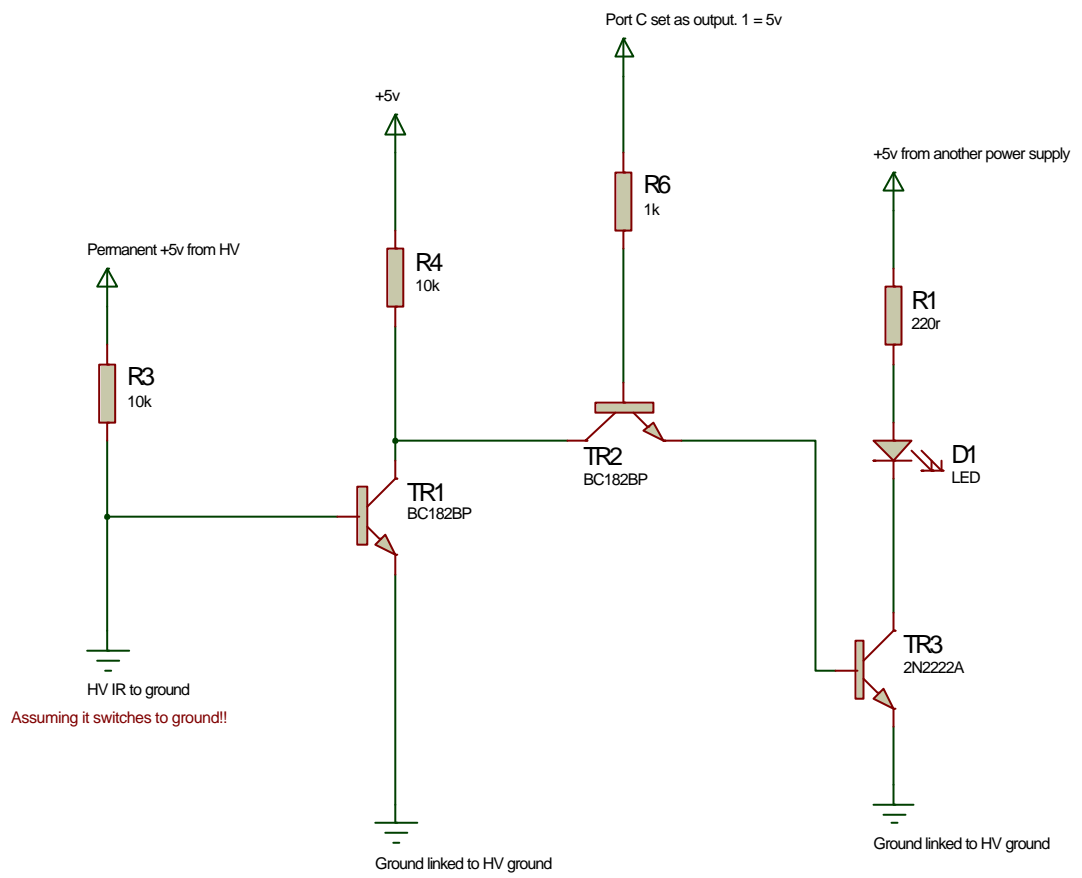 Port C set as output. 1 = 5v
+5v
+5v from another power supply
R6
1k
Permanent +5v from HV
R4
10k
R1
220r
R3
10k
TR2
BC182BP
D1
LED
TR1
BC182BP
TR3
2N2222A
HV IR to ground
Assuming it switches to ground!!
Ground linked to HV ground
Ground linked to HV ground